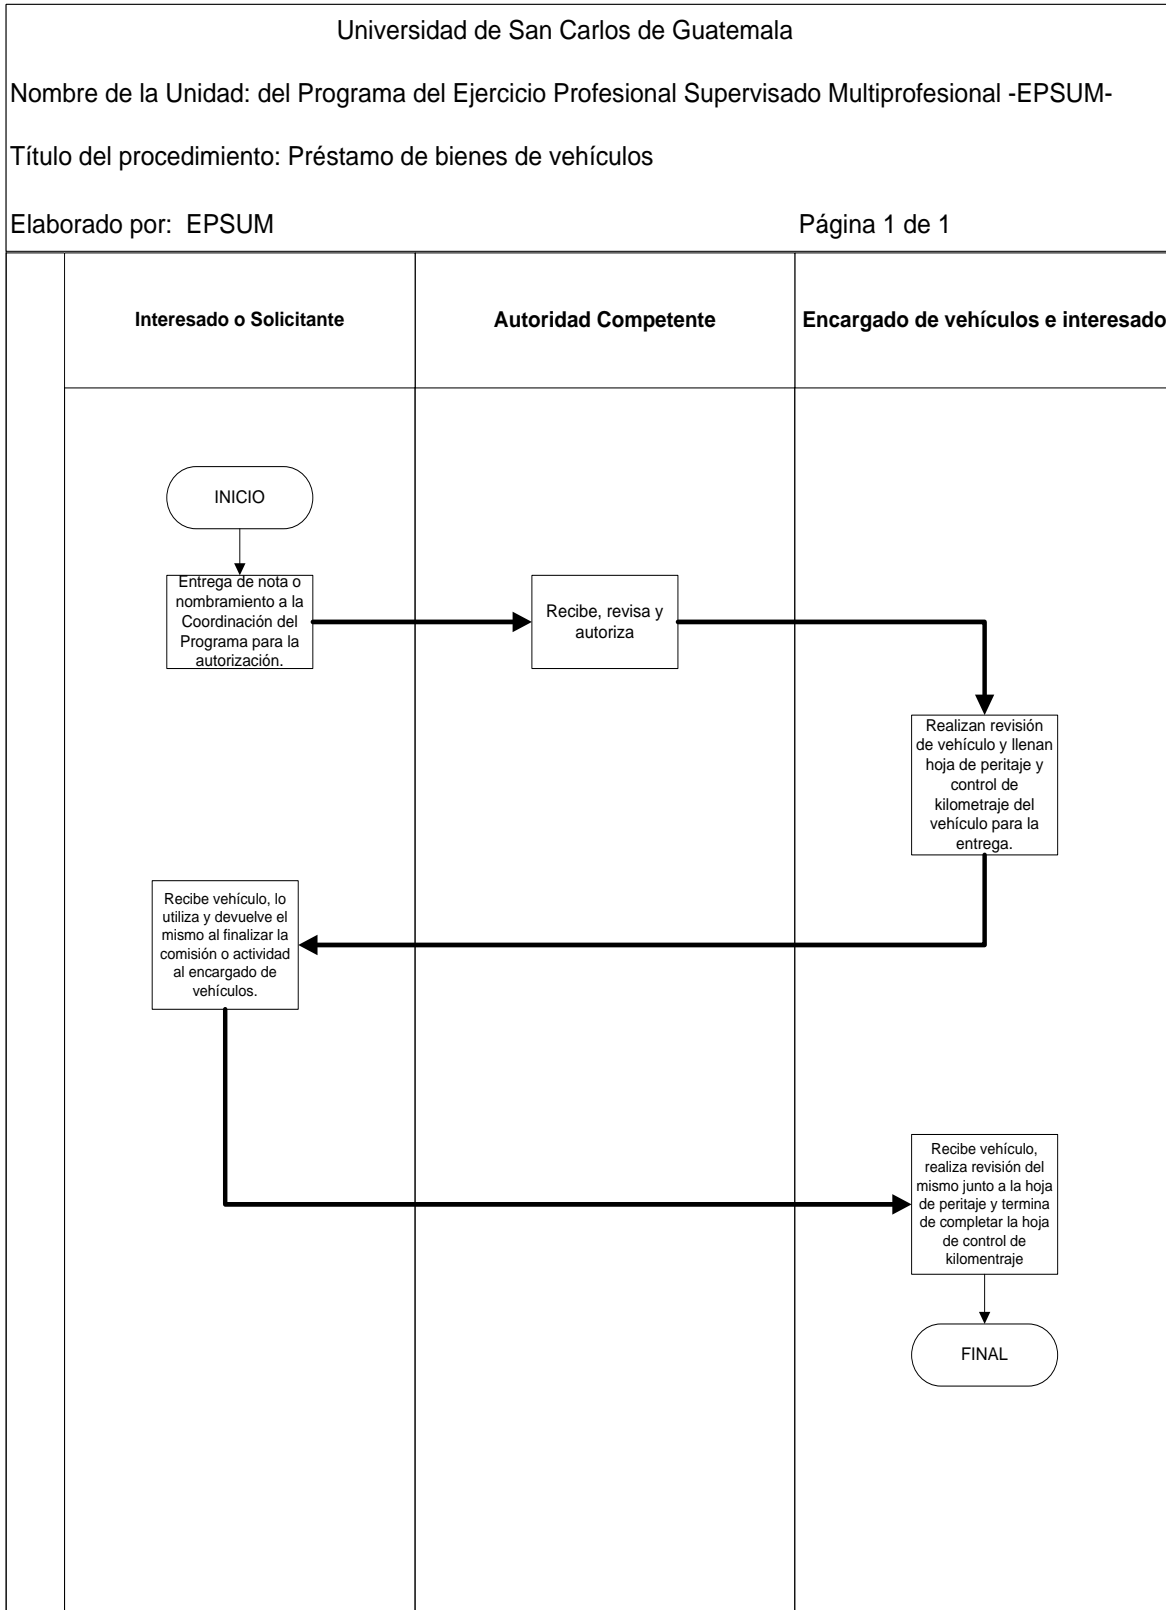 Universidad de San Carlos de Guatemala
Nombre de la Unidad: del Programa del Ejercicio Profesional Supervisado Multiprofesional -EPSUM-
Título del procedimiento: Préstamo de bienes de vehículos
Elaborado por: EPSUM
Página 1 de 1
Interesado o Solicitante
Autoridad Competente
Encargado de vehículos e interesado
INICIO
Entrega de nota o
nombramiento a la
Coordinación del
Programa para la
autorización.
Recibe, revisa y
autoriza
Realizan revisión
de vehículo y llenan
hoja de peritaje y
control de
kilometraje del
vehículo para la
entrega.
Recibe vehículo, lo
utiliza y devuelve el
mismo al finalizar la
comisión o actividad
al encargado de
vehículos.
Recibe vehículo,
realiza revisión del
mismo junto a la hoja
de peritaje y termina
de completar la hoja
de control de
kilomentraje
FINAL